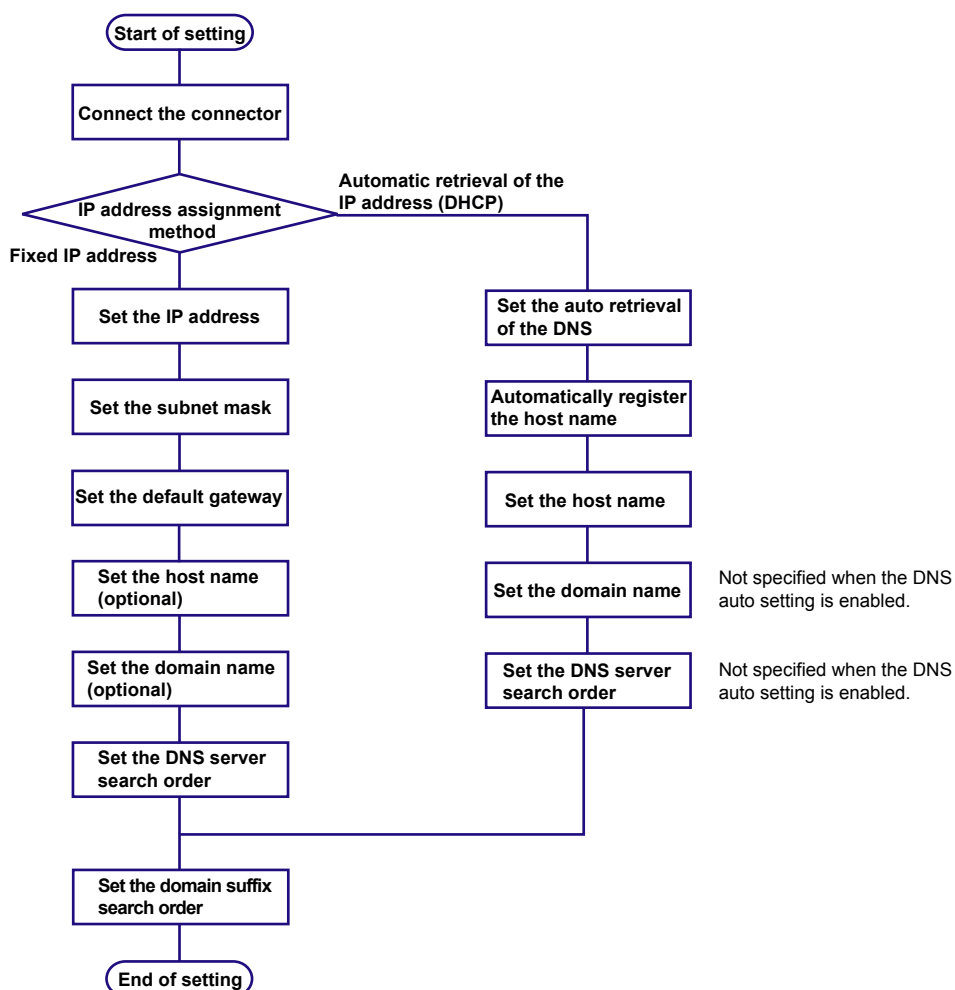 Start of setting
Connect the connector
IP address assignment
method
Automatic retrieval of the
IP address (DHCP)
Fixed IP address
Set the IP address
Set the subnet mask
Set the default gateway
Set the host name
(optional)
Set the domain name
(optional)
Set the DNS server
search order
Set the auto retrieval
of the DNS
Automatically register
the host name
Set the host name
Set the domain name
Not specified when the DNS
auto setting is enabled.
Set the DNS server
search order
Not specified when the DNS
auto setting is enabled.
Set the domain suffix
search order
End of setting